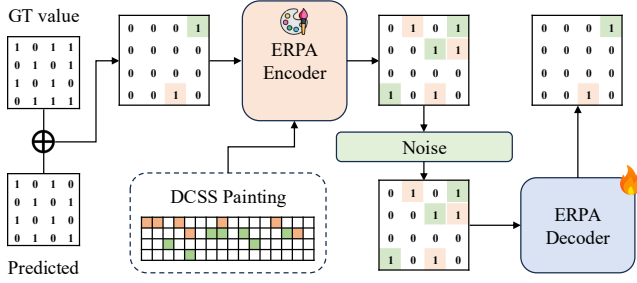 GT value
1 0 1 1
0 1 0 1
1 0 1 0
0 1 1 1
1 0 1 0
0 1 0 1
1 0 1 0
0 1 0 1
Predicted
0 0 0 1
0 0 0 0
0 0 0 0
0 0 1 0
ERPA
Encoder
DCSS Painting
0 1 0 1
0 0 1 1
0 0 0 0
1 0 1 0
Noise
0 1 0 1
0 0 1 1
0 0 0 0
1 0 1 0
ERPA
Decoder
0 0 0 1
0 0 0 0
0 0 0 0
0 0 1 0